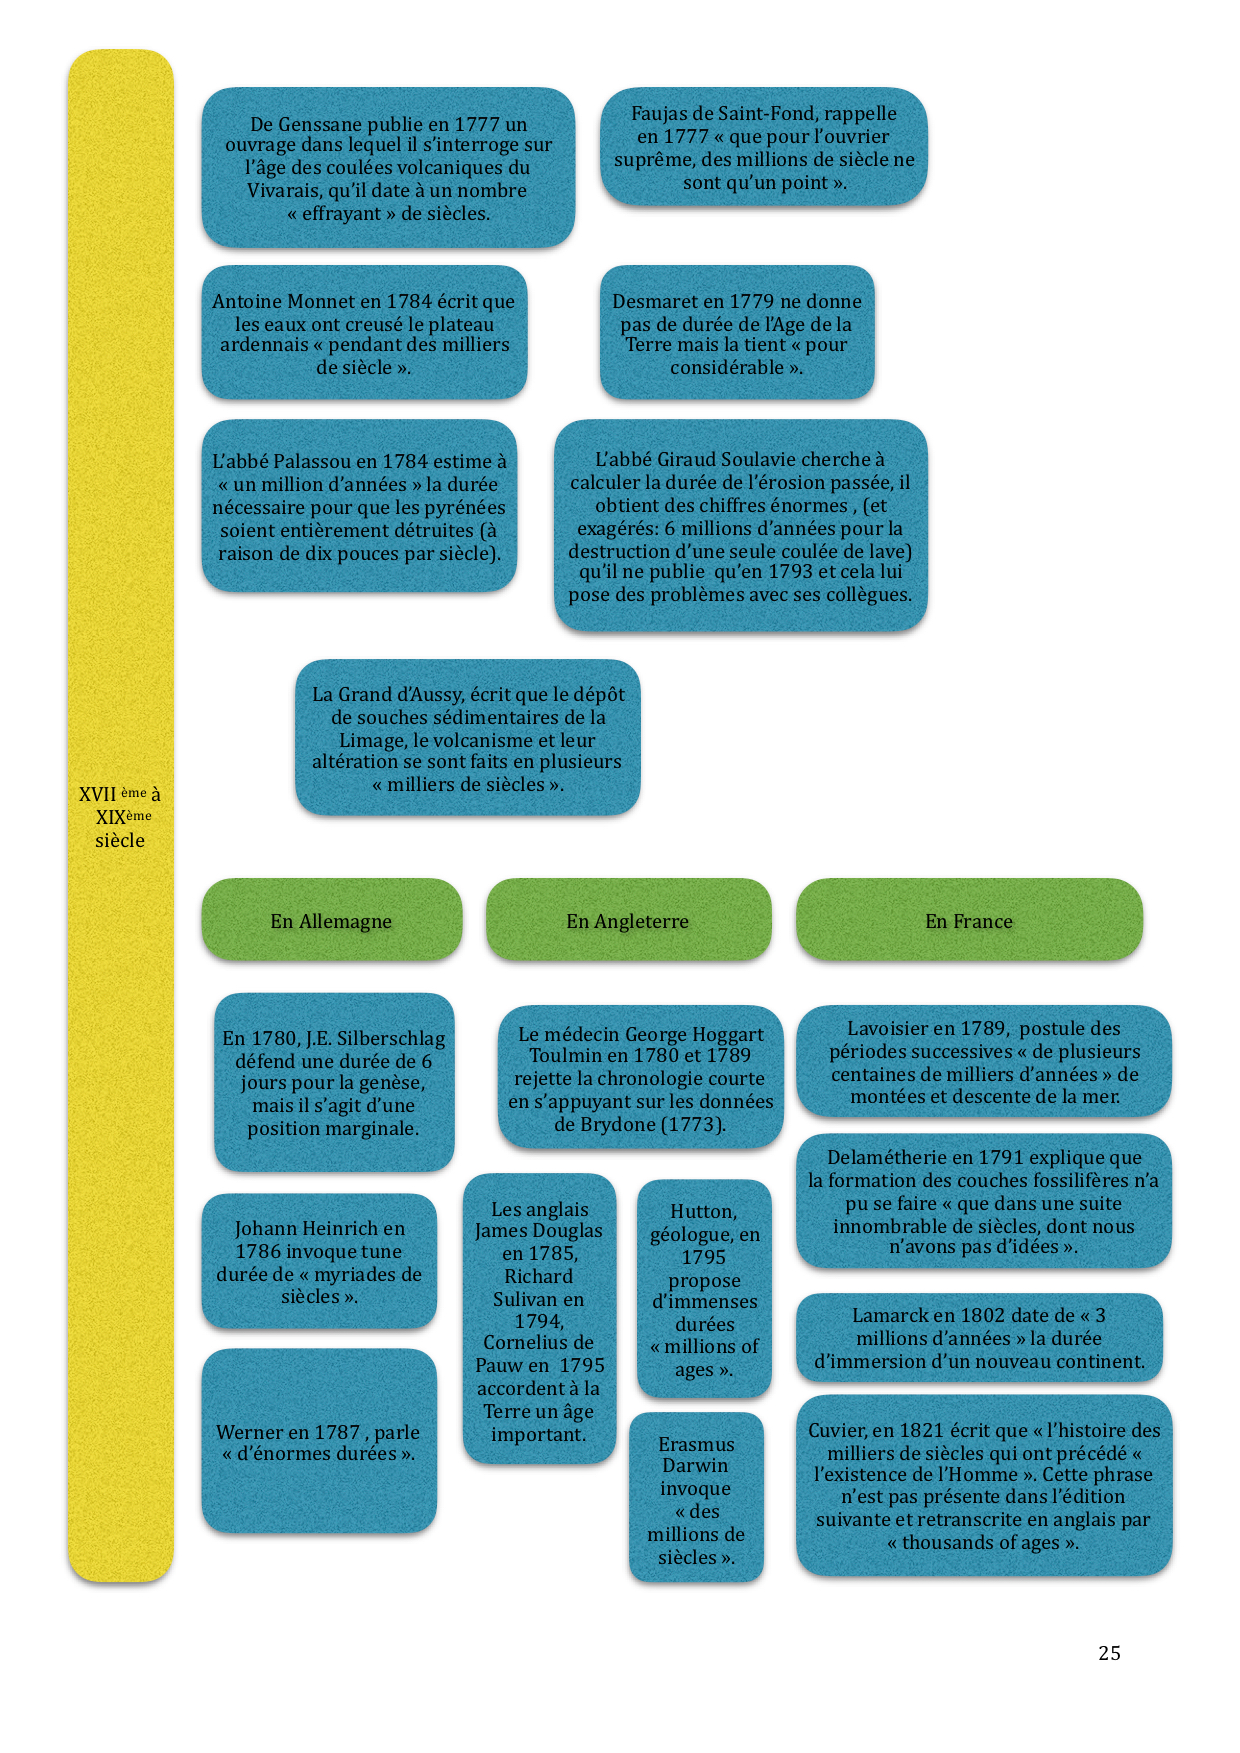 De Genssane publie en 1777 un
ouvrage dans lequel il s’interroge sur
l’âge des coulées volcaniques du
Vivarais, qu’il date à un nombre
« effrayant » de siècles.
Faujas de Saint-Fond, rappelle
en 1777 « que pour l’ouvrier
suprême, des millions de siècle ne
sont qu’un point ».
Antoine Monnet en 1784 écrit que
les eaux ont creusé le plateau
ardennais « pendant des milliers
de siècle ».
Desmaret en 1779 ne donne
pas de durée de l’Age de la
Terre mais la tient « pour
considérable ».
L’abbé Palassou en 1784 estime à
« un million d’années » la durée
nécessaire pour que les pyrénées
soient entièrement détruites (à
raison de dix pouces par siècle).
L’abbé Giraud Soulavie cherche à
calculer la durée de l’érosion passée, il
obtient des chiffres énormes , (et
exagérés: 6 millions d’années pour la
destruction d’une seule coulée de lave)
qu’il ne publie qu’en 1793 et cela lui
pose des problèmes avec ses collègues.
La Grand d’Aussy, écrit que le dépôt
de souches sédimentaires de la
Limage, le volcanisme et leur
altération se sont faits en plusieurs
« milliers de siècles ».
XVII ème à
XIXème
siècle
En Allemagne
En Angleterre
En France
En 1780, J.E. Silberschlag
défend une durée de 6
jours pour la genèse,
mais il s’agit d’une
position marginale.
Johann Heinrich en
1786 invoque tune
durée de « myriades de
siècles ».
Werner en 1787 , parle
« d’énormes durées ».
Le médecin George Hoggart
Toulmin en 1780 et 1789
rejette la chronologie courte
en s’appuyant sur les données
de Brydone (1773).
Les anglais
James Douglas
en 1785,
Richard
Sulivan en
1794,
Cornelius de
Pauw en 1795
accordent à la
Terre un âge
important.
Hutton,
géologue, en
1795
propose
d’immenses
durées
« millions of
ages ».
Erasmus
Darwin
invoque
« des
millions de
siècles ».
Lavoisier en 1789, postule des
périodes successives « de plusieurs
centaines de milliers d’années » de
montées et descente de la mer.
Delamétherie en 1791 explique que
la formation des couches fossilifères n’a
pu se faire « que dans une suite
innombrable de siècles, dont nous
n’avons pas d’idées ».
Lamarck en 1802 date de « 3
millions d’années » la durée
d’immersion d’un nouveau continent.
Cuvier, en 1821 écrit que « l’histoire des
milliers de siècles qui ont précédé «
l’existence de l’Homme ». Cette phrase
n’est pas présente dans l’édition
suivante et retranscrite en anglais par
« thousands of ages ».
25